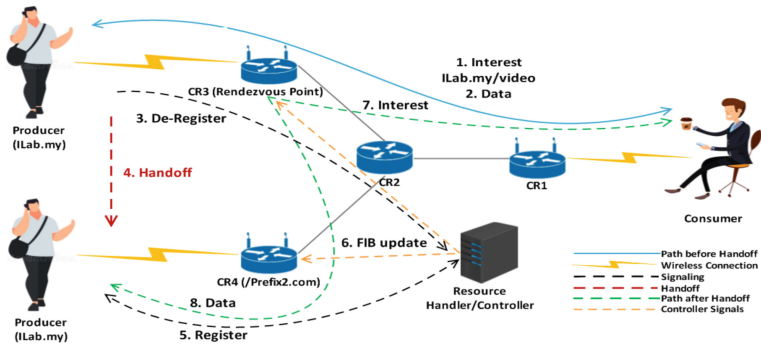 1. Interest
ILab.my/video
2. Data
CR3 (Rendezvous Point)
7. Interest
Producer
(ILab.my)
3. De-Register
4. Handoff
CR2
CR1
Consumer
6. FIB update
CR4 (/Prefix2.com)
8. Data
5. Register
Resource
Handler/Controller
Producer
(ILab.my)
Path before Handoff
Wireless Connection
Signaling
Handoff
Path after Handoff
Controller Signals